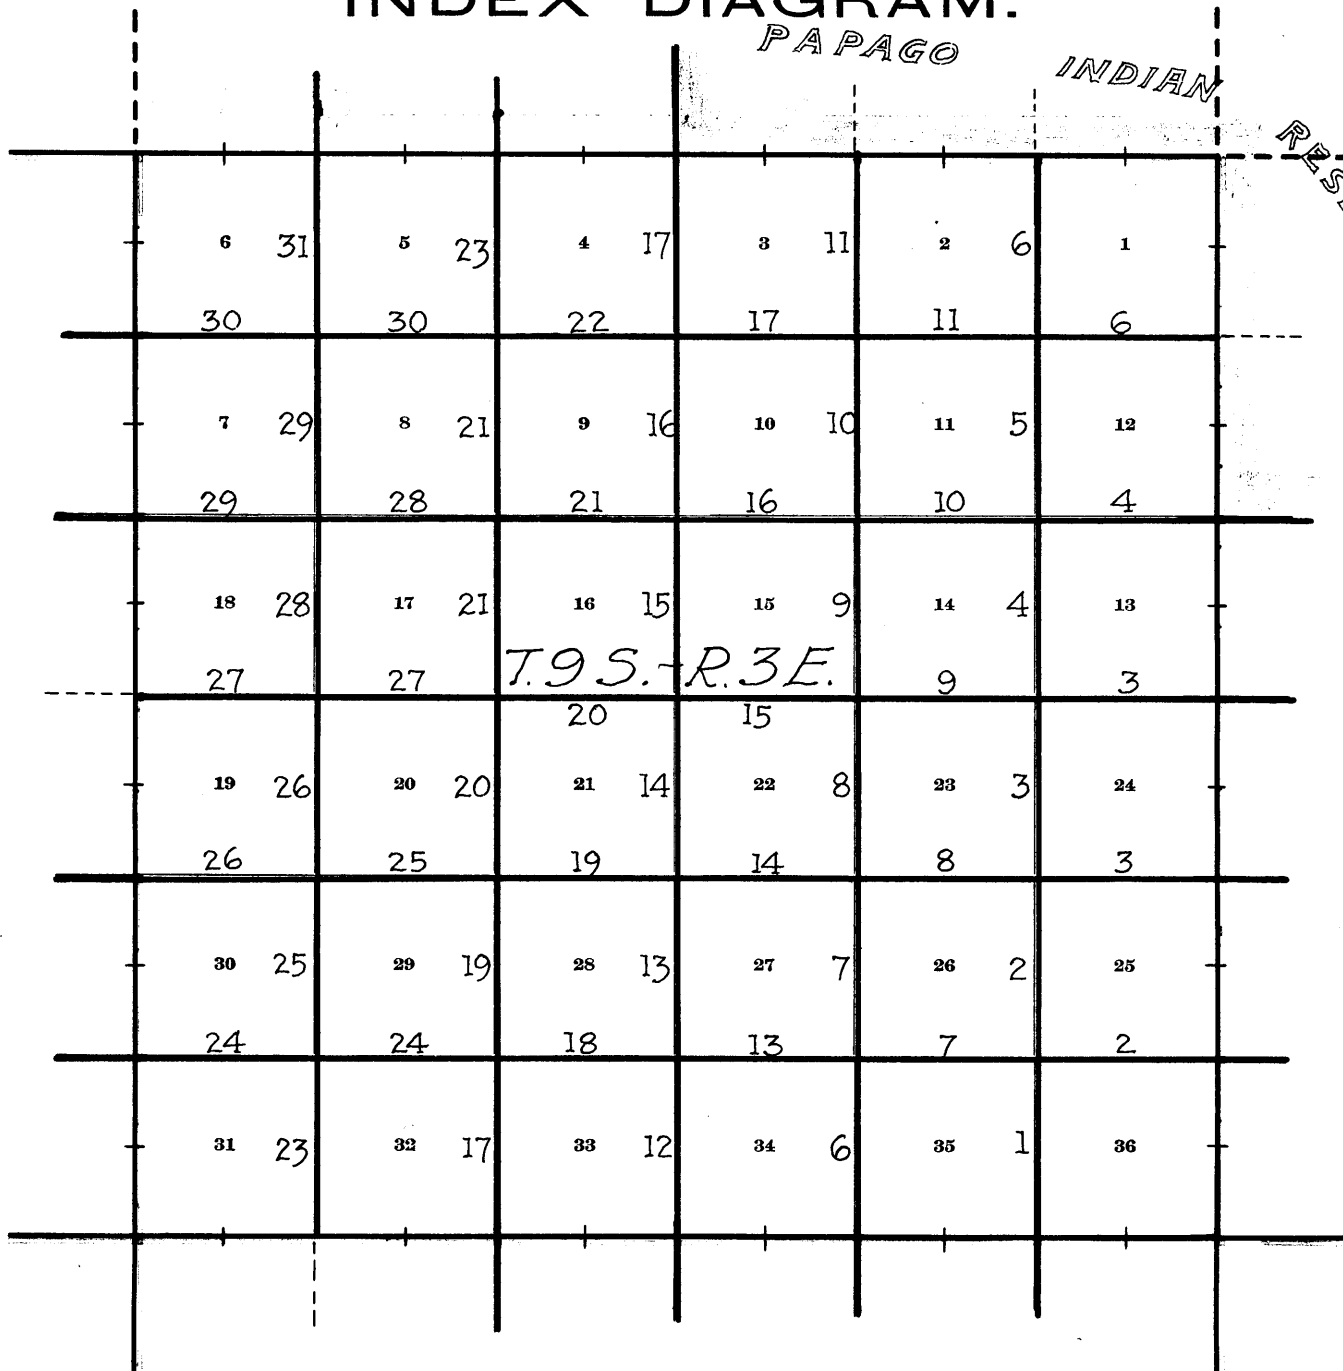 INDEX DIAGRAM.
PAPAGO INDIAN
6 31 5 23 4 17 3 11 2 6 1
30 30 22 17 11 6
7 29 8 21 9 16 10 10 11 5 12
29 28 21 16 10 4
18 28 17 21 16 15 15 9 14 4 13
27 27 T.9 S.-R.3E. 9 3
20 15
19 26 20 20 21 14 22 8 23 3 24
26 25 19 14 8 3
30 25 29 19 28 13 27 7 26 2 25
24 24 18 13 7 2
31 23 32 17 33 12 34 6 35 1 36